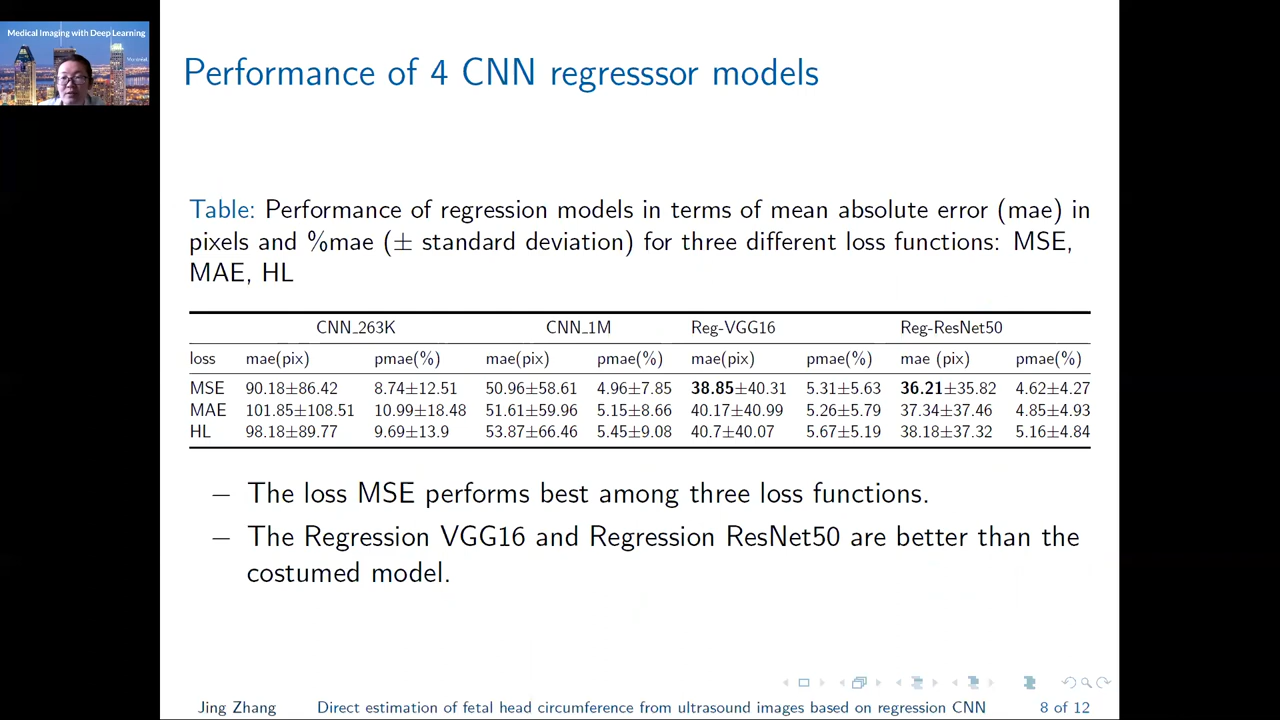 Medical Imaging with Deep Learning
Performance of 4 CNN regresssor models
Table: Performance of regression models in terms of mean absolute error (mae) in
pixels and %mae (± standard deviation) for three different loss functions: MSE,
MAE, HL
CNN_263K CNN_1M Reg-VGG16 Reg-ResNet50
loss mae(pix) pmae(%) mae(pix) pmae(%) mae(pix) pmae(%) mae (pix) pmae(%)
MSE 90.18±86.42 8.74±12.51 50.96±58.61 4.96±7.85 38.85±40.31 5.31±5.63 36.21±35.82 4.62±4.27
MAE 101.85±108.51 10.99±18.48 51.61±59.96 5.15±8.66 40.17±40.99 5.26±5.79 37.34±37.46 4.85±4.93
HL 98.18±89.77 9.69±13.9 53.87±66.46 5.45±9.08 40.7±40.07 5.67±5.19 38.18±37.32 5.16±4.84
– The loss MSE performs best among three loss functions.
– The Regression VGG16 and Regression ResNet50 are better than the
costumed model.
Jing Zhang Direct estimation of fetal head circumference from ultrasound images based on regression CNN 8 of 12